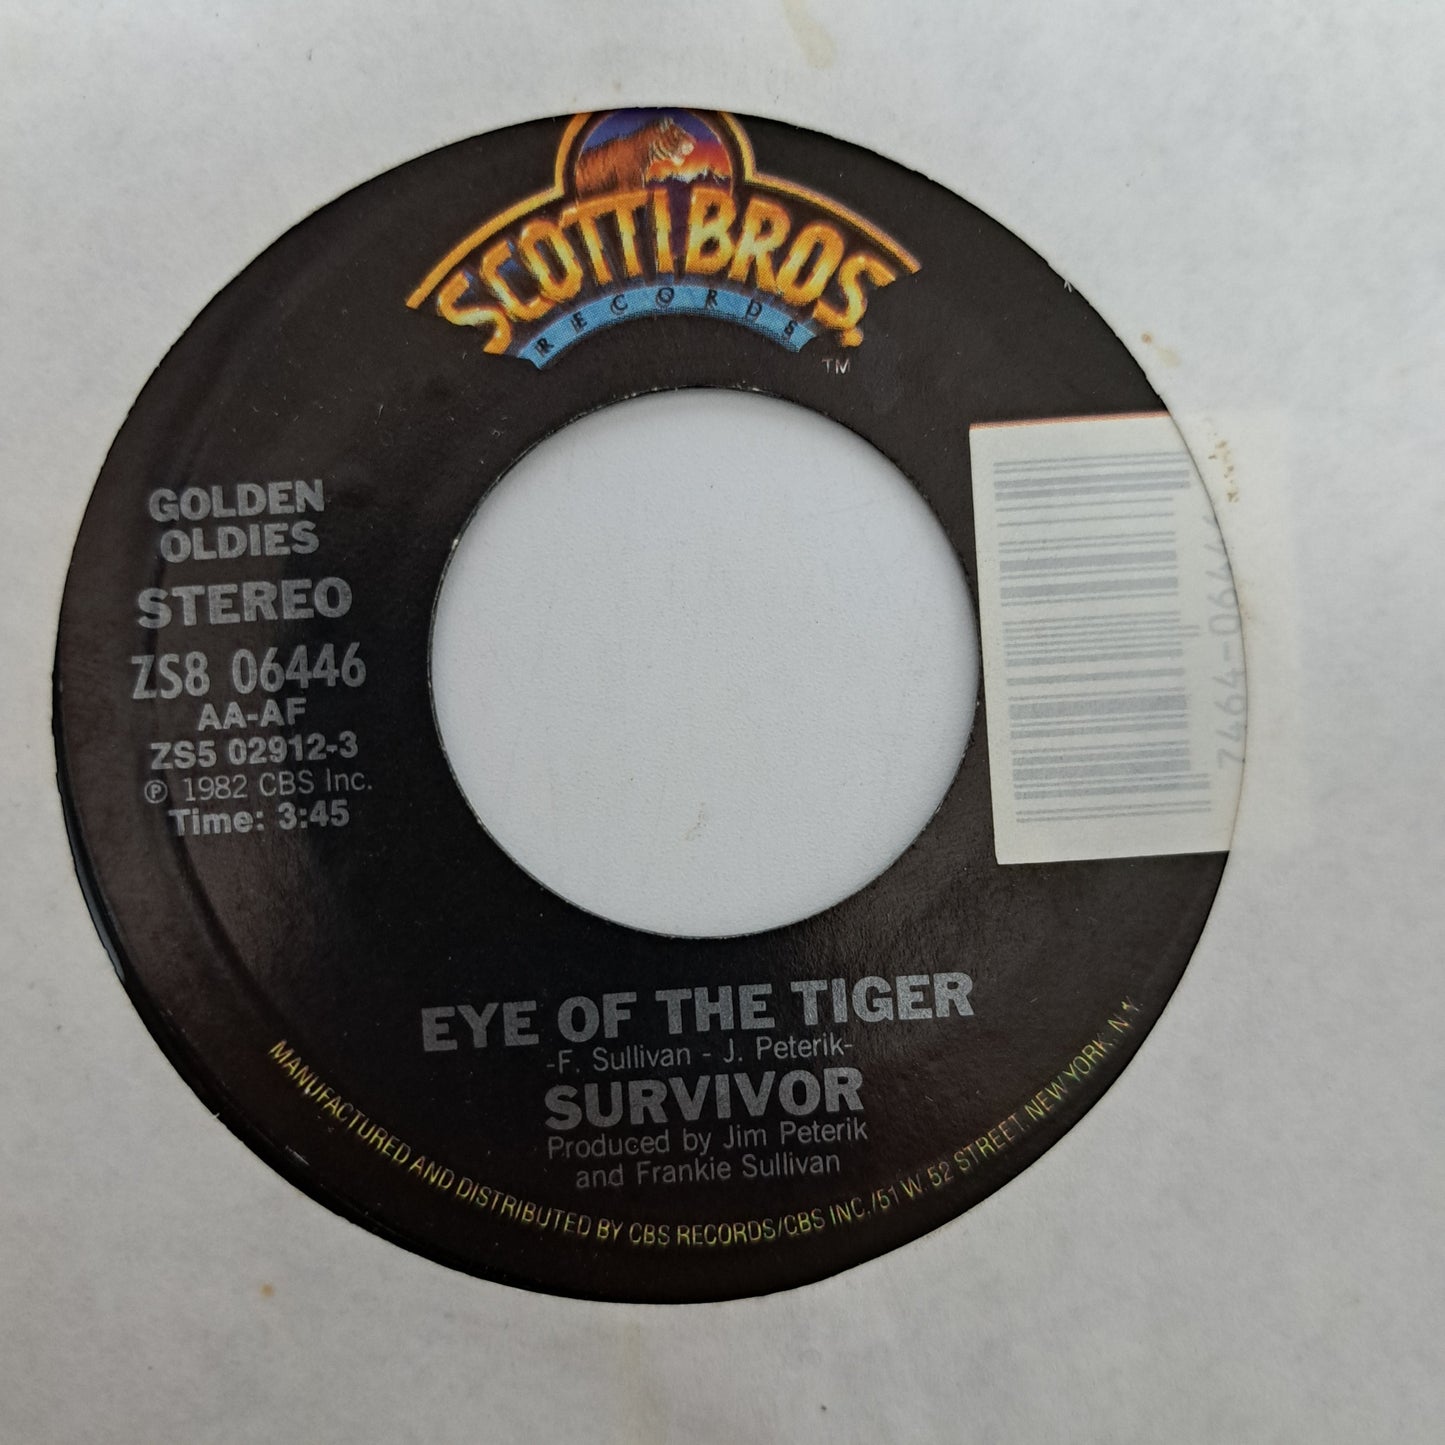 SCOTTI BROS.
RECORDS
TM
GOLDEN
OLDIES
STEREO
ZS8 06446
AA-AF
ZS5 02912-3
℗ 1982 CBS Inc.
Time: 3:45
7464-06446
EYE OF THE TIGER
-F. Sullivan - J. Peterik-
SURVIVOR
Produced by Jim Peterik
and Frankie Sullivan
MANUFACTURED AND DISTRIBUTED BY CBS RECORDS/CBS INC./51 W. 52 STREET, NEW YORK, N.Y.